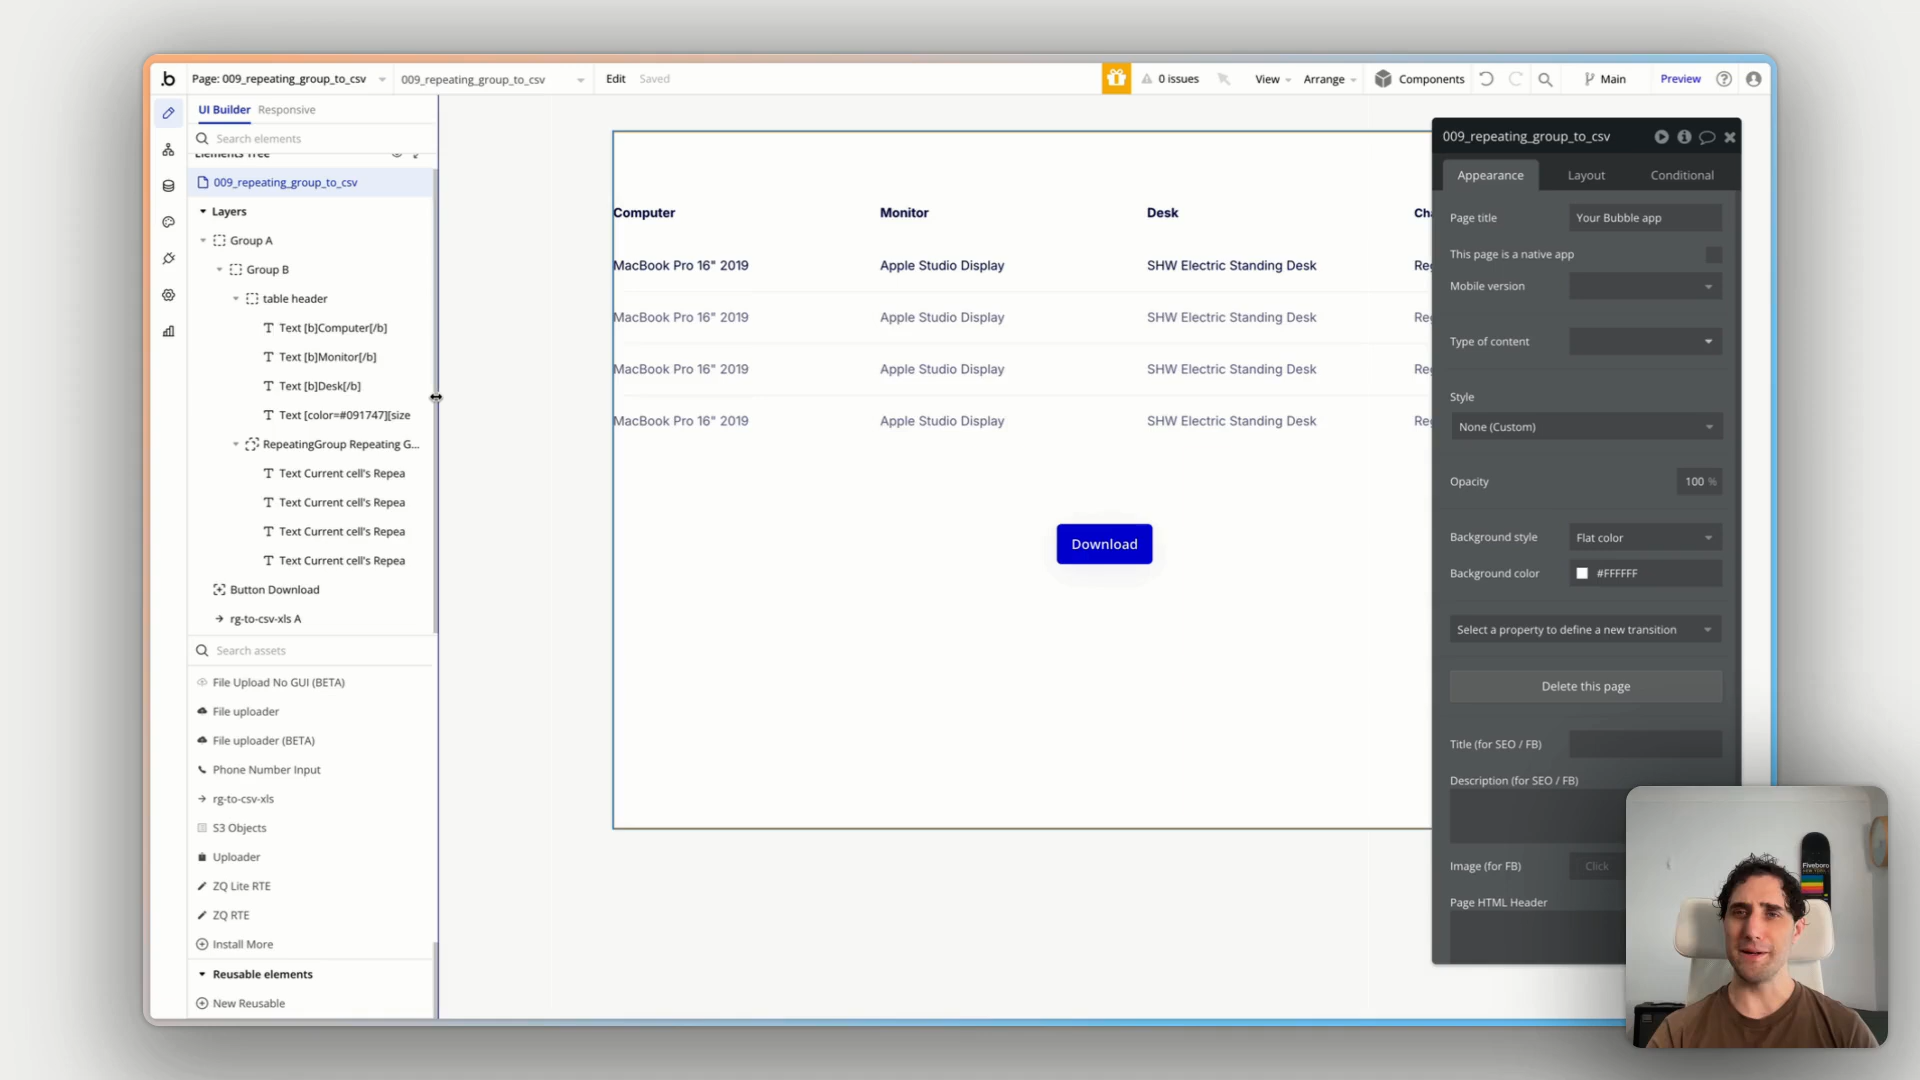 Page: 009_repeating_group_to_csv
009_repeating_group_to_csv
Edit
Saved
0 issues
View
Arrange
Components
Main
Preview
UI Builder
Responsive
Search elements
Elements Tree
009_repeating_group_to_csv
Layers
Group A
Group B
table header
Text [b]Computer[/b]
Text [b]Monitor[/b]
Text [b]Desk[/b]
Text [color=#091747][size
RepeatingGroup Repeating G...
Text Current cell's Repea
Text Current cell's Repea
Text Current cell's Repea
Text Current cell's Repea
Button Download
rg-to-csv-xls A
Search assets
File Upload No GUI (BETA)
File uploader
File uploader (BETA)
Phone Number Input
rg-to-csv-xls
S3 Objects
Uploader
ZQ Lite RTE
ZQ RTE
Install More
Reusable elements
New Reusable
Computer Monitor Desk Ch
MacBook Pro 16" 2019 Apple Studio Display SHW Electric Standing Desk Re
MacBook Pro 16" 2019 Apple Studio Display SHW Electric Standing Desk Re
MacBook Pro 16" 2019 Apple Studio Display SHW Electric Standing Desk Re
MacBook Pro 16" 2019 Apple Studio Display SHW Electric Standing Desk Re
Download
009_repeating_group_to_csv
Appearance
Layout
Conditional
Page title Your Bubble app
This page is a native app
Mobile version
Type of content
Style
None (Custom)
Opacity 100 %
Background style Flat color
Background color #FFFFFF
Select a property to define a new transition
Delete this page
Title (for SEO / FB)
Description (for SEO / FB)
Image (for FB) Click
Page HTML Header
Fiveboro